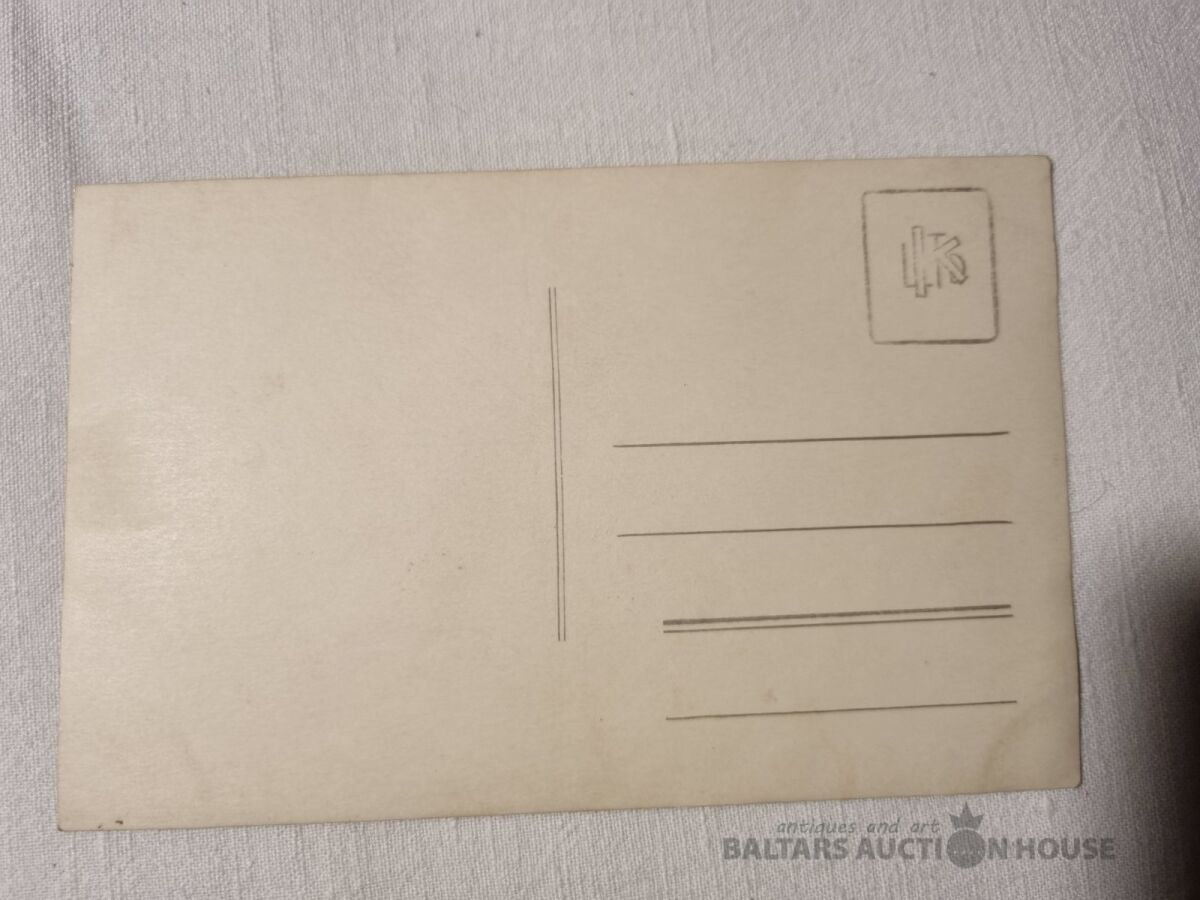 antiques and art
BALTARS AUCTION HOUSE